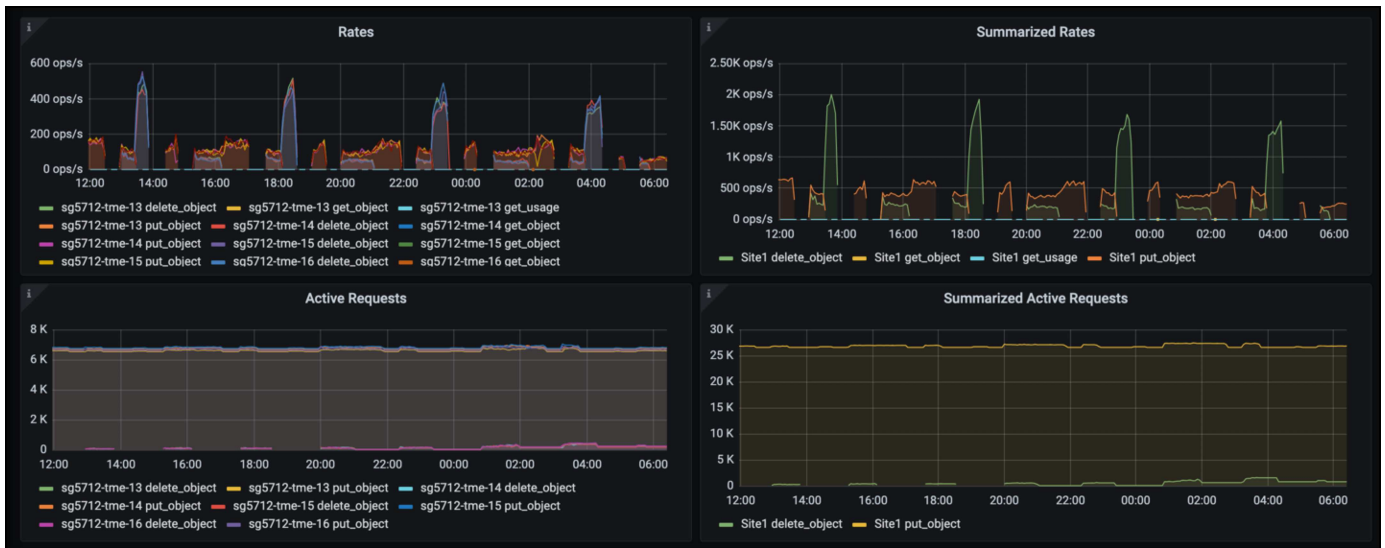 Rates
600 ops/s
400 ops/s
200 ops/s
0 ops/s
12:00 14:00 16:00 18:00 20:00 22:00 00:00 02:00 04:00 06:00
sg5712-tme-13 delete_object sg5712-tme-13 get_object sg5712-tme-13 get_usage
sg5712-tme-13 put_object sg5712-tme-14 delete_object sg5712-tme-14 get_object
sg5712-tme-14 put_object sg5712-tme-15 delete_object sg5712-tme-15 get_object
sg5712-tme-15 put_object sg5712-tme-16 delete_object sg5712-tme-16 get_object
Summarized Rates
2.50K ops/s
2K ops/s
1.50K ops/s
1K ops/s
500 ops/s
0 ops/s
12:00 14:00 16:00 18:00 20:00 22:00 00:00 02:00 04:00 06:00
Site1 delete_object Site1 get_object Site1 get_usage Site1 put_object
Active Requests
8 K
6 K
4 K
2 K
0
12:00 14:00 16:00 18:00 20:00 22:00 00:00 02:00 04:00 06:00
sg5712-tme-13 delete_object sg5712-tme-13 put_object sg5712-tme-14 delete_object
sg5712-tme-14 put_object sg5712-tme-15 delete_object sg5712-tme-15 put_object
sg5712-tme-16 delete_object sg5712-tme-16 put_object
Summarized Active Requests
30 K
25 K
20 K
15 K
10 K
5 K
0
12:00 14:00 16:00 18:00 20:00 22:00 00:00 02:00 04:00 06:00
Site1 delete_object Site1 put_object